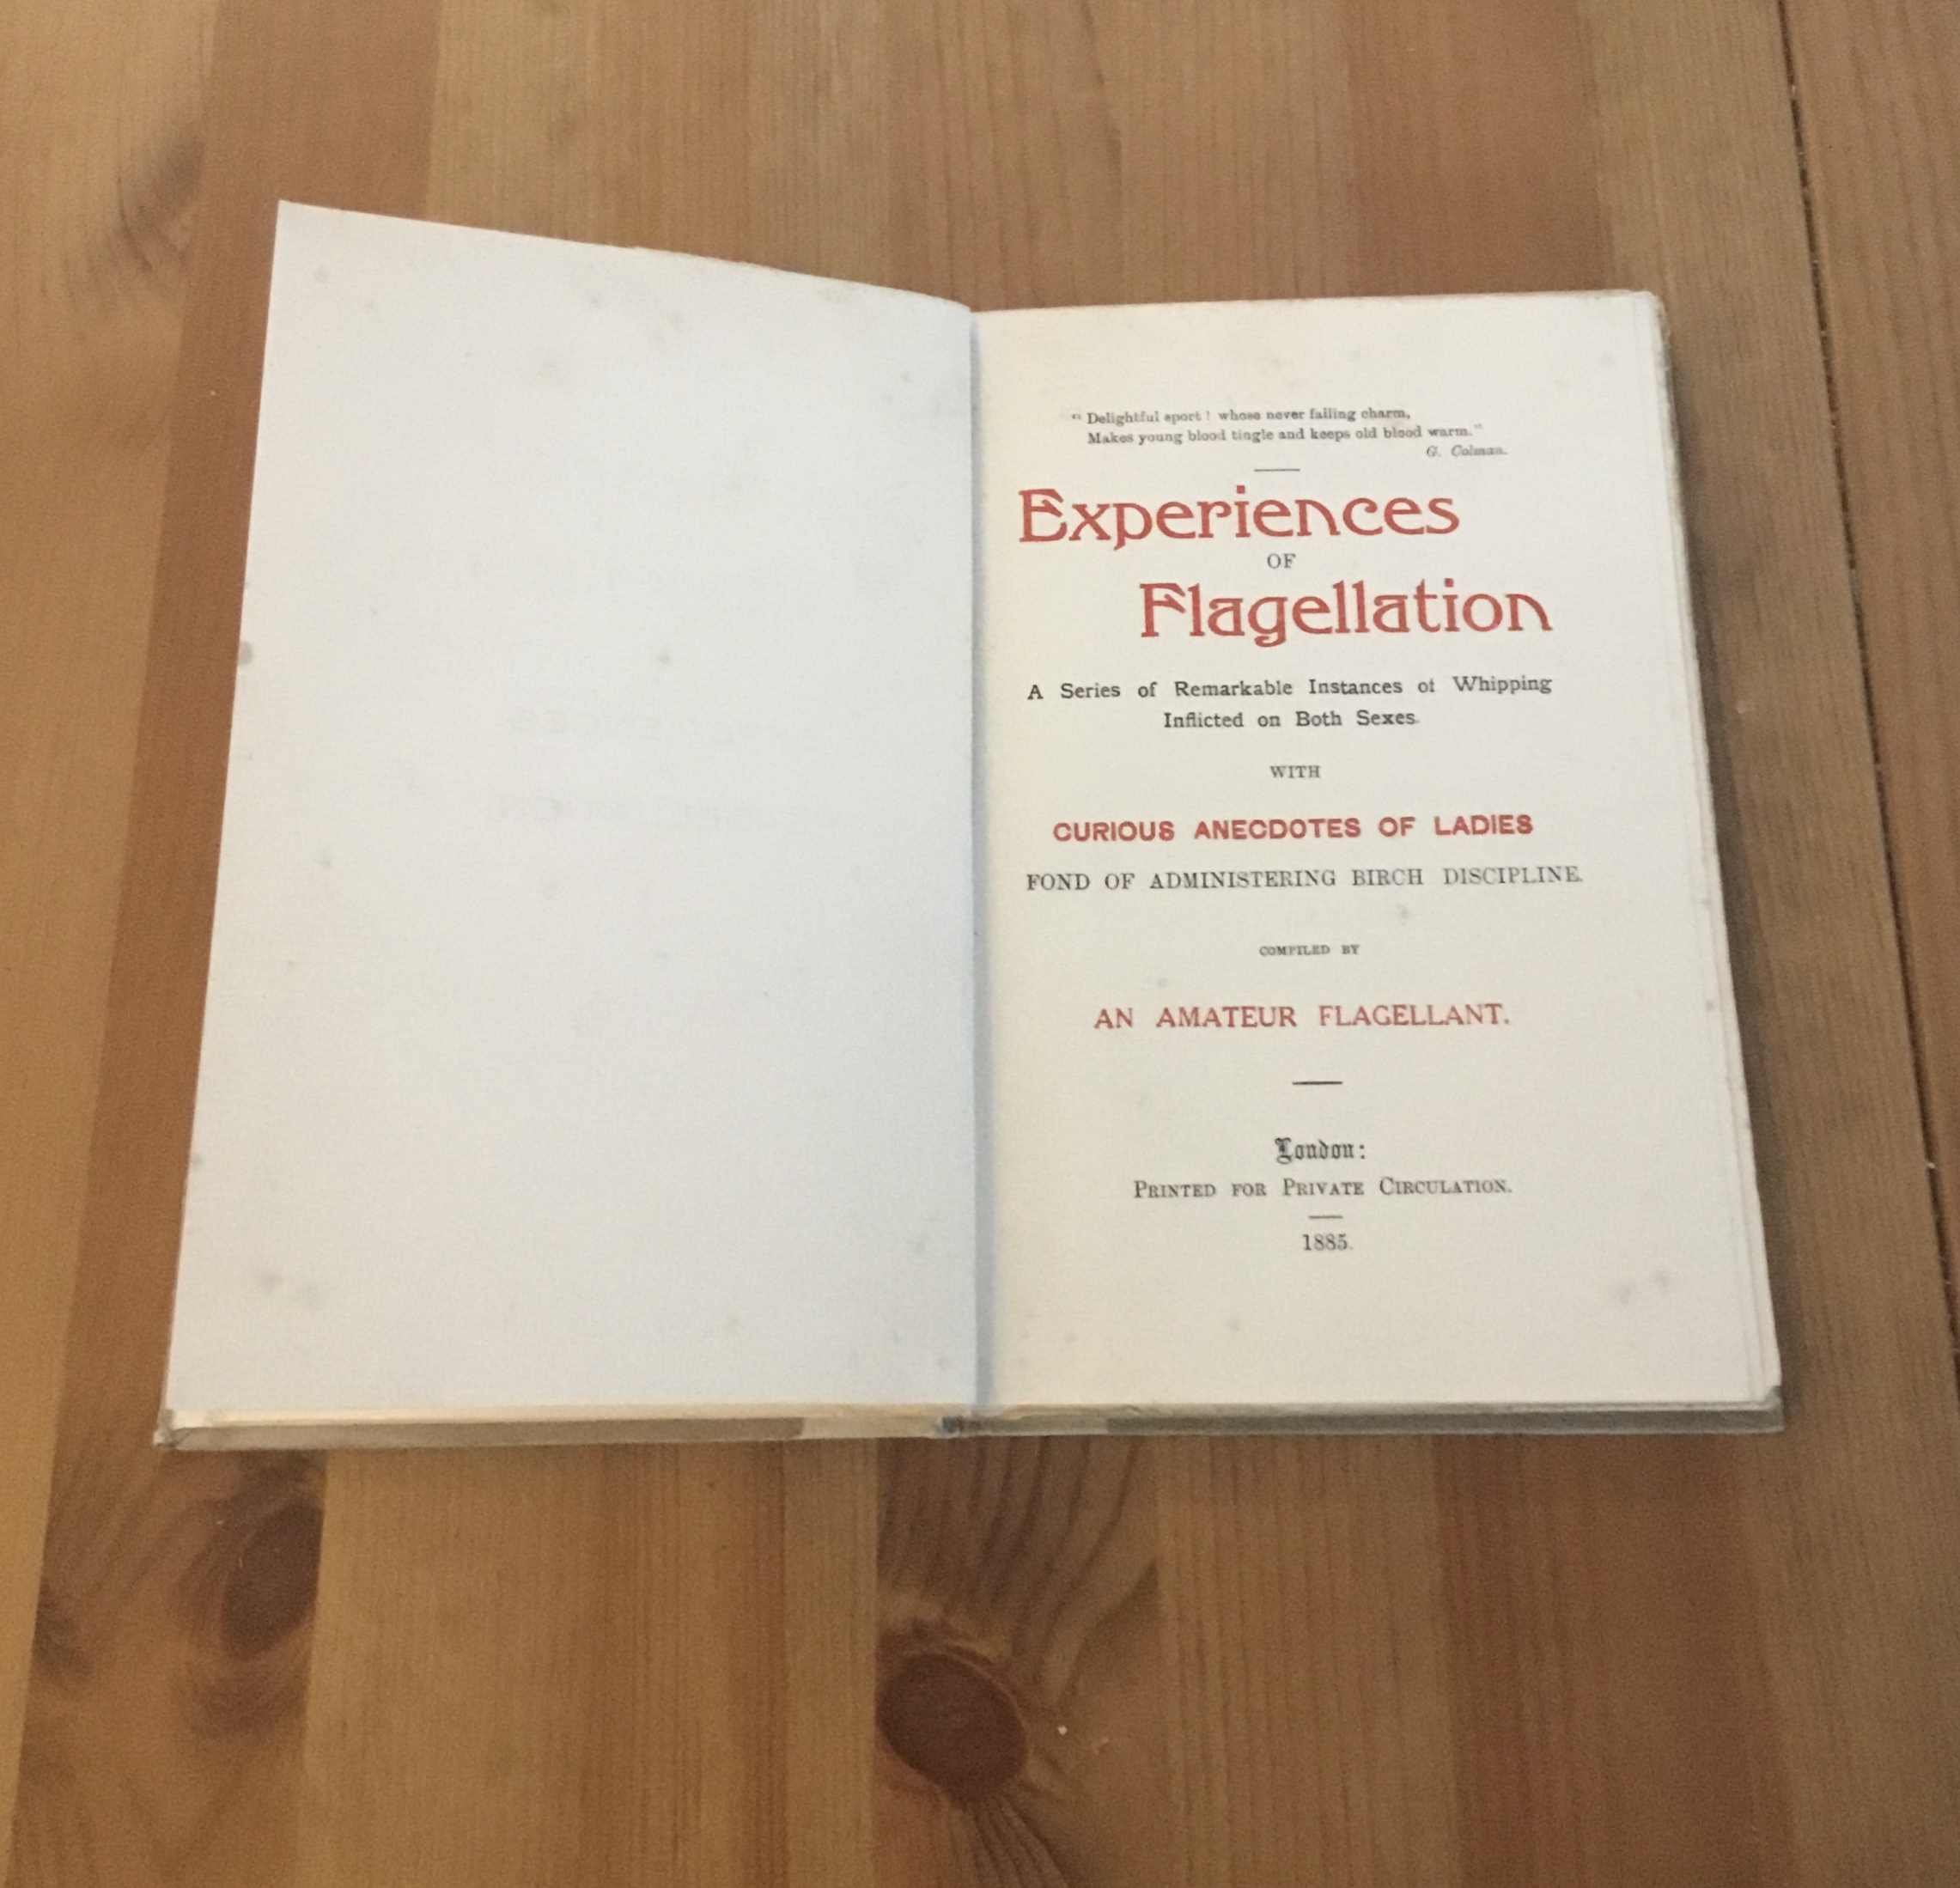 “ Delightful sport ! whose never failing charm,
Makes young blood tingle and keeps old blood warm.”
G. Colman.
Experiences
OF
Flagellation
A Series of Remarkable Instances of Whipping
Inflicted on Both Sexes.
WITH
CURIOUS ANECDOTES OF LADIES
FOND OF ADMINISTERING BIRCH DISCIPLINE.
COMPILED BY
AN AMATEUR FLAGELLANT.
London:
PRINTED FOR PRIVATE CIRCULATION.
1885.